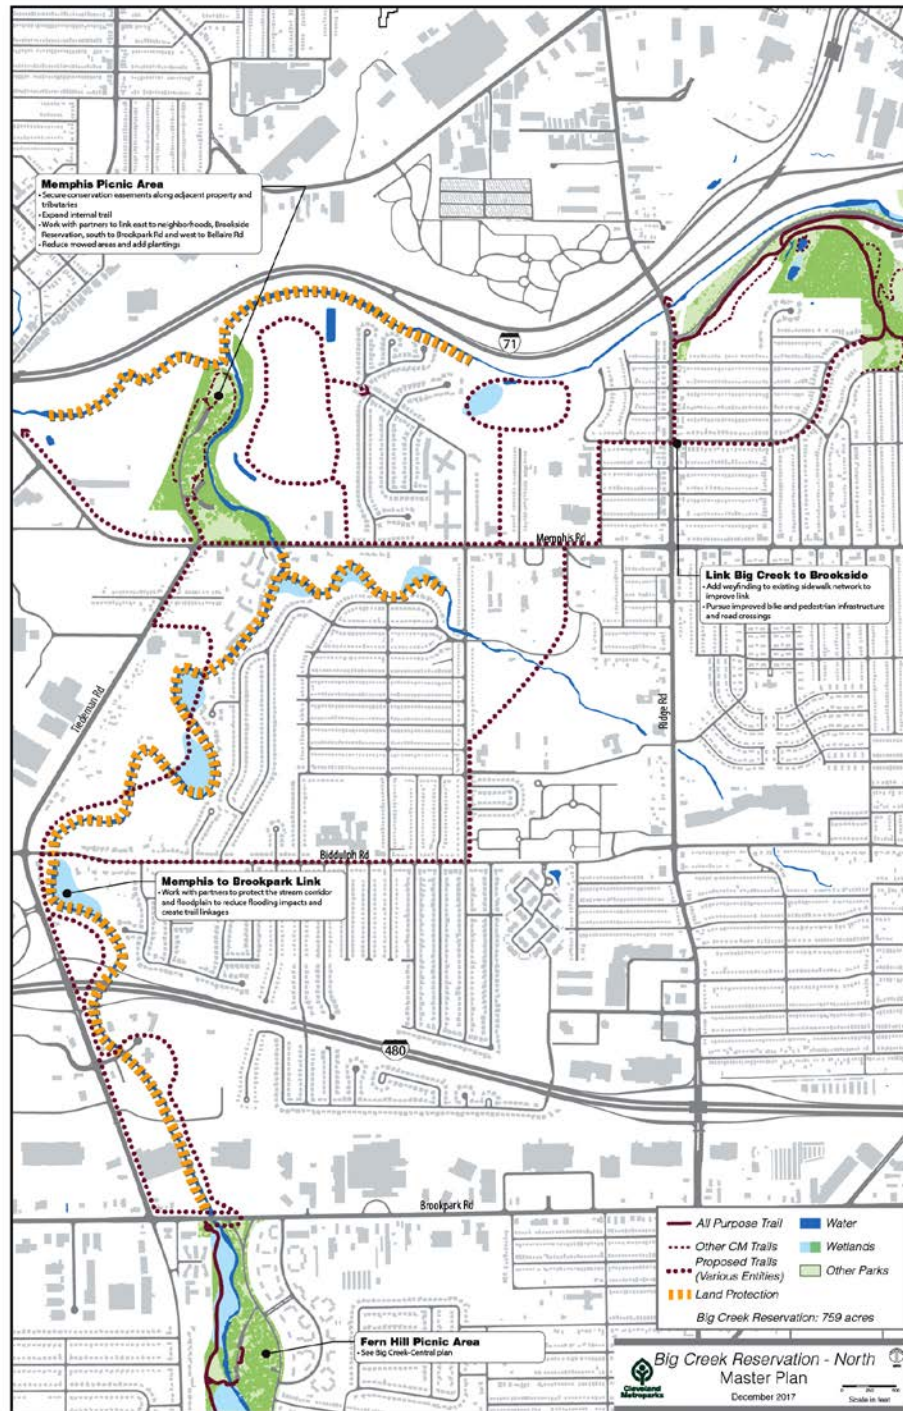 Memphis Picnic Area
• Secure conservation easements along adjacent property and
tributaries
• Expand internal trail
• Work with partners to link east to neighborhoods, Brookside
Reservation, south to Brookpark Rd and west to Bellaire Rd
• Reduce mowed areas and add plantings
71
Memphis Rd
Link Big Creek to Brookside
• Add wayfinding to existing sidewalk network to
improve link
• Pursue improved bike and pedestrian infrastructure
and road crossings
Tiedeman Rd
Ridge Rd
Biddulph Rd
Memphis to Brookpark Link
• Work with partners to protect the stream corridor
and floodplain to reduce flooding impacts and
create trail linkages
480
Brookpark Rd
All Purpose Trail
Other CM Trails
Proposed Trails
(Various Entities)
Land Protection
Water
Wetlands
Other Parks
Big Creek Reservation: 759 acres
Fern Hill Picnic Area
• See Big Creek-Central plan
Cleveland
Metroparks
Big Creek Reservation - North
Master Plan
December 2017
Scale in feet